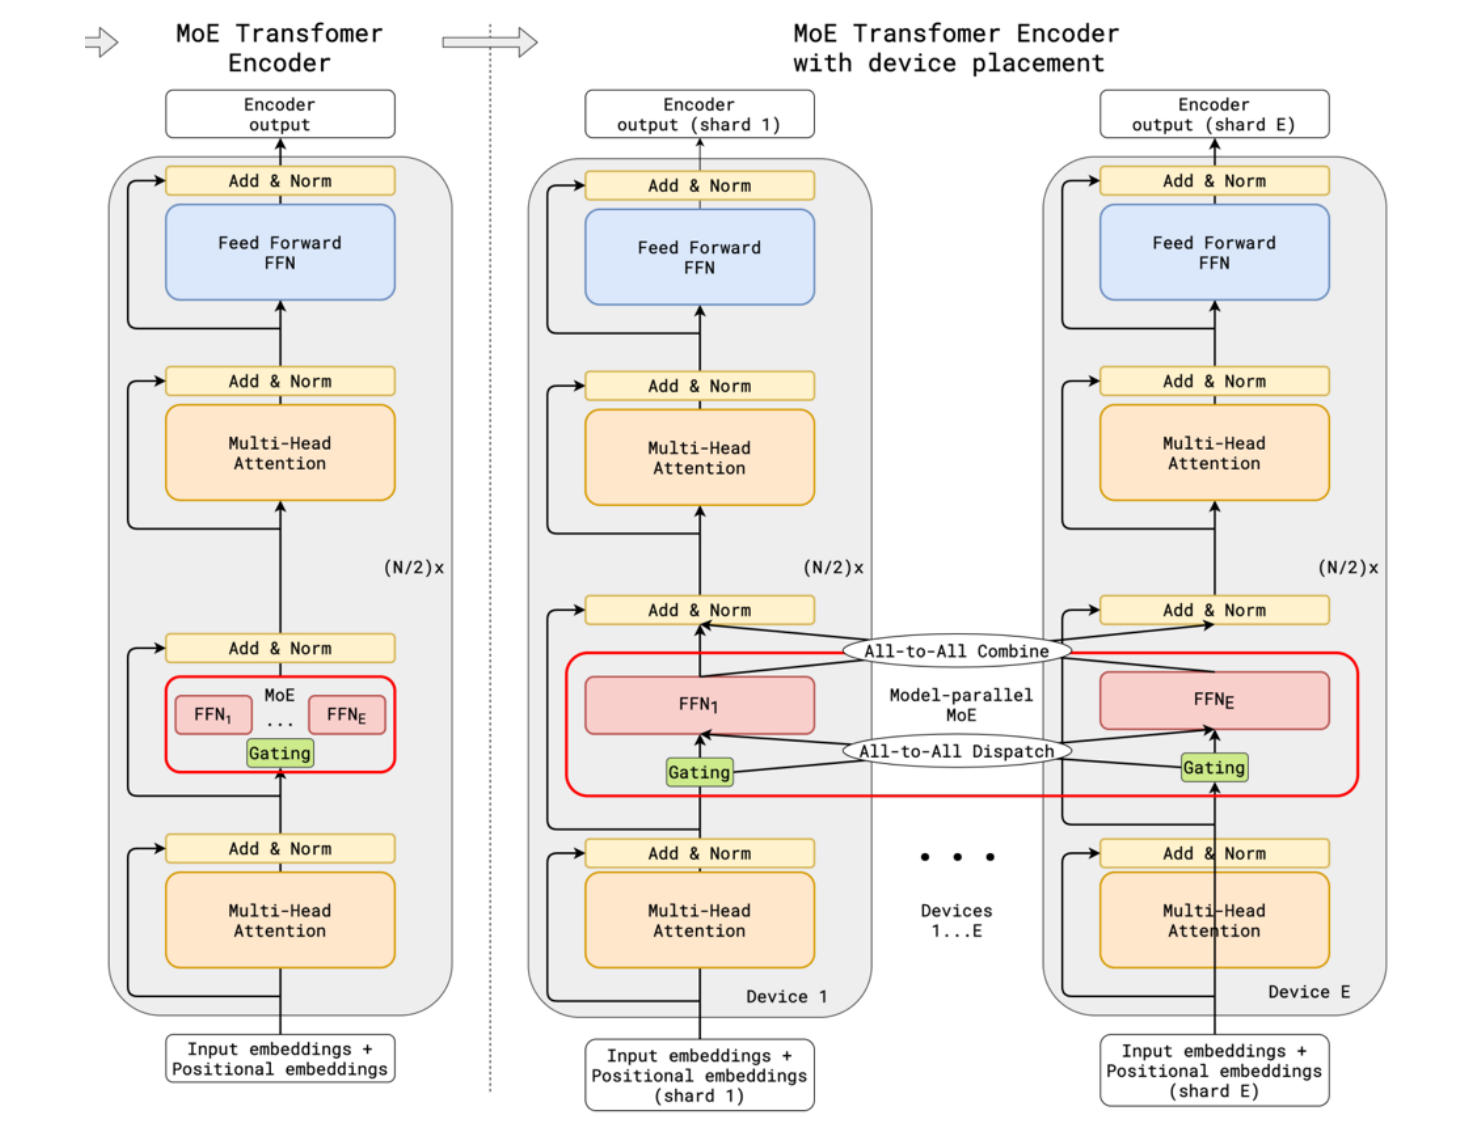 MoE Transfomer
Encoder
Encoder
output
Add & Norm
Feed Forward
FFN
Add & Norm
Multi-Head
Attention
(N/2)x
Add & Norm
MoE
FFN1
...
FFNE
Gating
Add & Norm
Multi-Head
Attention
Input embeddings +
Positional embeddings
MoE Transfomer Encoder
with device placement
Encoder
output (shard 1)
Add & Norm
Feed Forward
FFN
Add & Norm
Multi-Head
Attention
(N/2)x
Add & Norm
FFN1
Gating
Add & Norm
Multi-Head
Attention
Device 1
Input embeddings +
Positional embeddings
(shard 1)
All-to-All Combine
Model-parallel
MoE
All-to-All Dispatch
Devices
1...E
Encoder
output (shard E)
Add & Norm
Feed Forward
FFN
Add & Norm
Multi-Head
Attention
(N/2)x
Add & Norm
FFNE
Gating
Add & Norm
Multi-Head
Attention
Device E
Input embeddings +
Positional embeddings
(shard E)